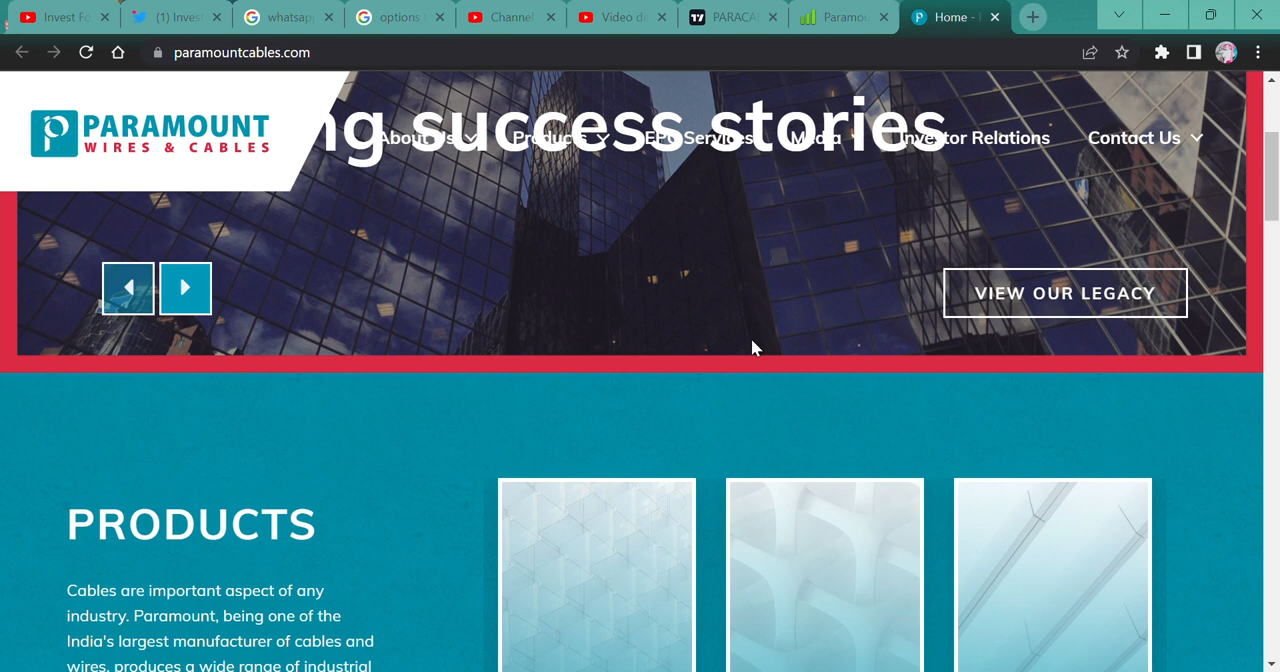 Invest Fo
(1) Invest
whatsap
options t
Channel
Video de
PARACA
Paramou
Home -
paramountcables.com
ng success stories
PARAMOUNT
WIRES & CABLES
About Us
Products
EPC Services
Media
Investor Relations
Contact Us
VIEW OUR LEGACY
PRODUCTS
Cables are important aspect of any
industry. Paramount, being one of the
India's largest manufacturer of cables and
wires, produces a wide range of industrial